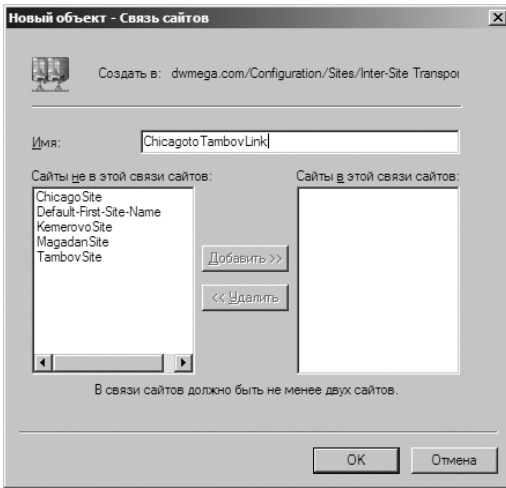 Новый объект - Связь сайтов
Создать в: dwmega.com/Configuration/Sites/Inter-Site Transpor
Имя: ChicagotoTambovLink
Сайты не в этой связи сайтов:
ChicagoSite
Default-First-Site-Name
KemerovoSite
MagadanSite
TambovSite
Добавить >>
<< Удалить
Сайты в этой связи сайтов:
В связи сайтов должно быть не менее двух сайтов.
OK
Отмена